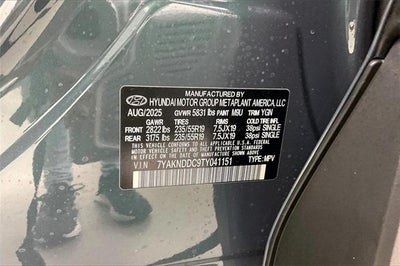 MANUFACTURED BY
HYUNDAI MOTOR GROUP METAPLANT AMERICA, LLC
AUG/2025 GVWR 5831 lbs PAINT MSU TRIM YGN
GAWR TIRES RIMS COLD TIRE INFL
FRONT 2822 lbs 235/55R19 7.5JX19 38psi SINGLE
REAR 3175 lbs 235/55R19 7.5JX19 38psi SINGLE
THIS VEHICLE CONFORMS TO ALL APPLICABLE U.S.A. FEDERAL
MOTOR VEHICLE SAFETY AND THEFT PREVENTION STANDARDS
IN EFFECT ON THE DATE OF MANUFACTURE SHOWN ABOVE.
V.I.N 7YAKNDDC9TY041151 TYPE: MPV